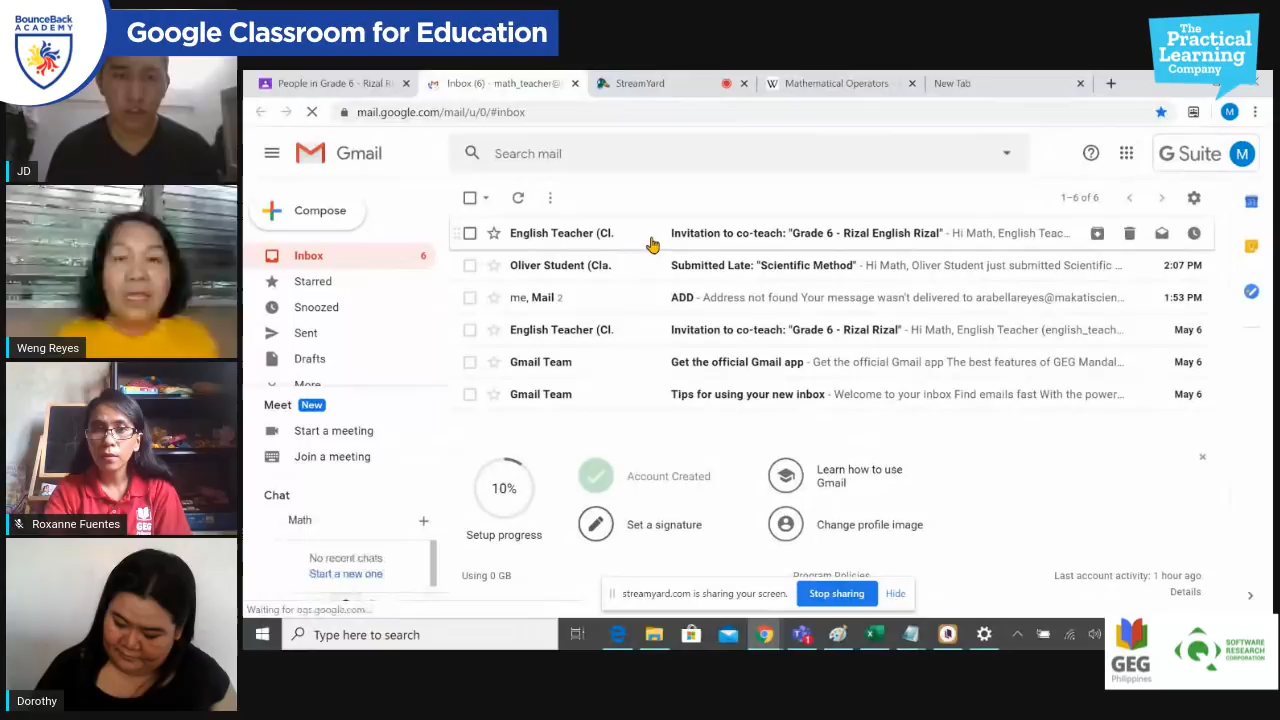 BounceBack
ACADEMY
Google Classroom for Education
The
Practical
Learning
Company
JD
Weng Reyes
Roxanne Fuentes
GEG
Dorothy
People in Grade 6 - Rizal R
Inbox (6) - math_teacher@
StreamYard
Mathematical Operators
New Tab
mail.google.com/mail/u/0/#inbox
M
Gmail
Search mail
G Suite
M
Compose
1–6 of 6
Inbox 6
Starred
Snoozed
Sent
Drafts
More
Meet New
Start a meeting
Join a meeting
Chat
Math
No recent chats
Start a new one
English Teacher (Cl. Invitation to co-teach: "Grade 6 - Rizal English Rizal" - Hi Math, English Teac...
Oliver Student (Cla. Submitted Late: "Scientific Method" - Hi Math, Oliver Student just submitted Scientific ... 2:07 PM
me, Mail 2 ADD - Address not found Your message wasn't delivered to arabellareyes@makatiscien... 1:53 PM
English Teacher (Cl. Invitation to co-teach: "Grade 6 - Rizal Rizal" - Hi Math, English Teacher (english_teach... May 6
Gmail Team Get the official Gmail app - Get the official Gmail app The best features of GEG Mandal... May 6
Gmail Team Tips for using your new inbox - Welcome to your inbox Find emails fast With the power... May 6
10%
Setup progress
Account Created
Learn how to use
Gmail
Set a signature
Change profile image
Using 0 GB
Program Policies
Last account activity: 1 hour ago
Details
streamyard.com is sharing your screen. Stop sharing Hide
Type here to search
GEG
Philippines
SOFTWARE
RESEARCH
CORPORATION